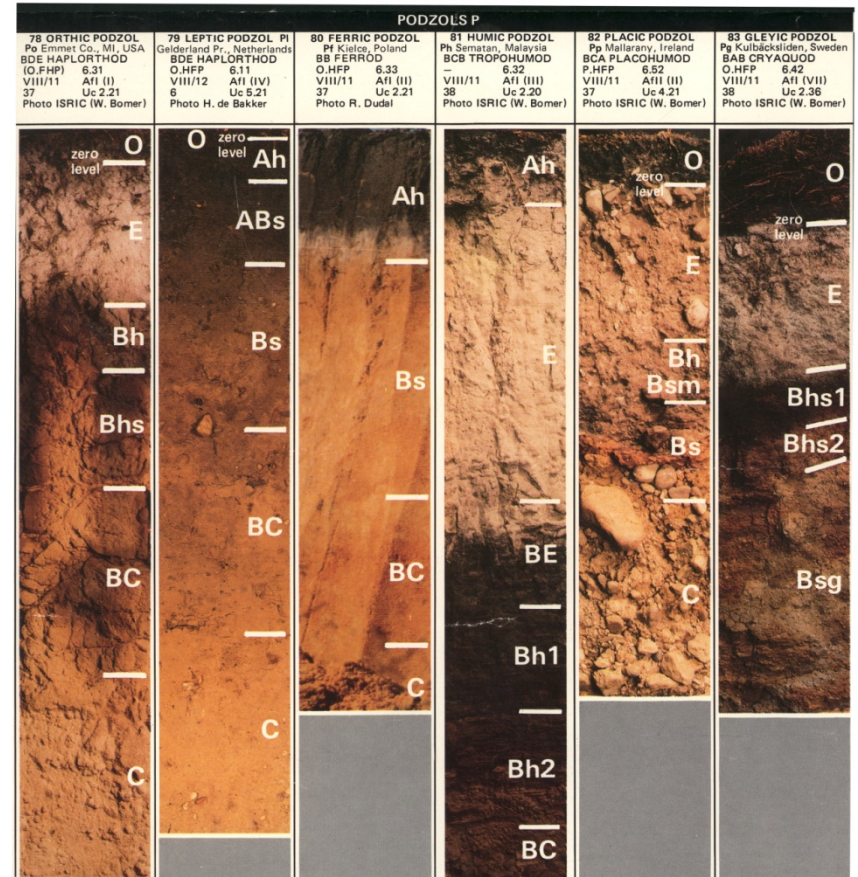 PODZOLS P
78 ORTHIC PODZOL
Po Emmet Co., MI, USA
BDE HAPLORTHOD
(O.FHP) 6.31
VIII/11 Afl (I)
37 Uc 2.21
Photo ISRIC (W. Bomer)
79 LEPTIC PODZOL Pl
Gelderland Pr., Netherlands
BDE HAPLORTHOD
O.HFP 6.11
VIII/12 Afl (IV)
6 Uc 5.21
Photo H. de Bakker
80 FERRIC PODZOL
Pf Kielce, Poland
BB FERROD
O.HFP 6.33
VIII/11 Afl (II)
37 Uc 2.21
Photo R. Dudal
81 HUMIC PODZOL
Ph Sematan, Malaysia
BCB TROPOHUMOD
– 6.32
VIII/11 Afl (III)
38 Uc 2.20
Photo ISRIC (W. Bomer)
82 PLACIC PODZOL
Pp Mallarany, Ireland
BCA PLACOHUMOD
P.HFP 6.52
VIII/11 Afl (II)
37 Uc 4.21
Photo ISRIC (W. Bomer)
83 GLEYIC PODZOL
Pg Kulbäcksliden, Sweden
BAB CRYAQUOD
O.HFP 6.42
VIII/11 Afl (VII)
38 Uc 2.36
Photo ISRIC (W. Bomer)
O
zero
level
E
Bh
Bhs
BC
C
O
zero
level
Ah
ABs
Bs
BC
C
Ah
Bs
BC
C
Ah
E
BE
Bh1
Bh2
BC
O
zero
level
E
Bh
Bsm
Bs
C
O
zero
level
E
Bhs1
Bhs2
Bsg